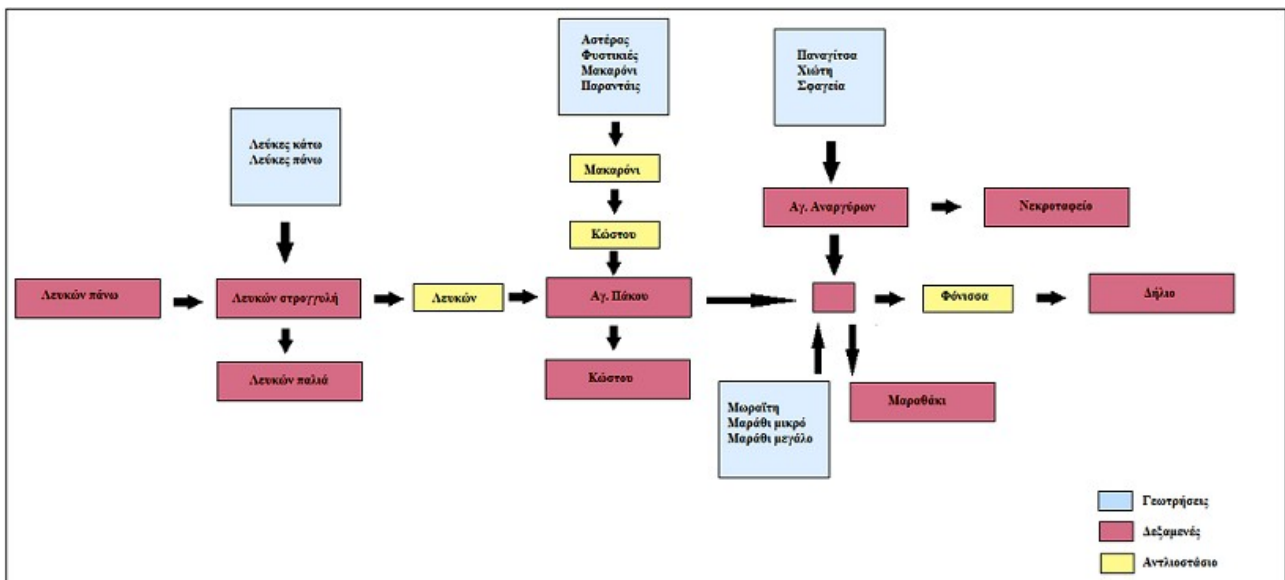 Αστέρας
Φυστικιές
Μακαρόνι
Παραντάις
Παναγίτσα
Χιώτη
Σφαγεία
Λεύκες κάτω
Λεύκες πάνω
Μακαρόνι
Αγ. Αναργύρων
Νεκροταφείο
Κώστου
Λευκών πάνω
Λευκών στρογγυλή
Λευκών
Αγ. Πάκου
Φόνισσα
Δήλιο
Λευκών παλιά
Κώστου
Μωραΐτη
Μαράθι μικρό
Μαράθι μεγάλο
Μαραθάκι
Γεωτρήσεις
Δεξαμενές
Αντλιοστάσιο